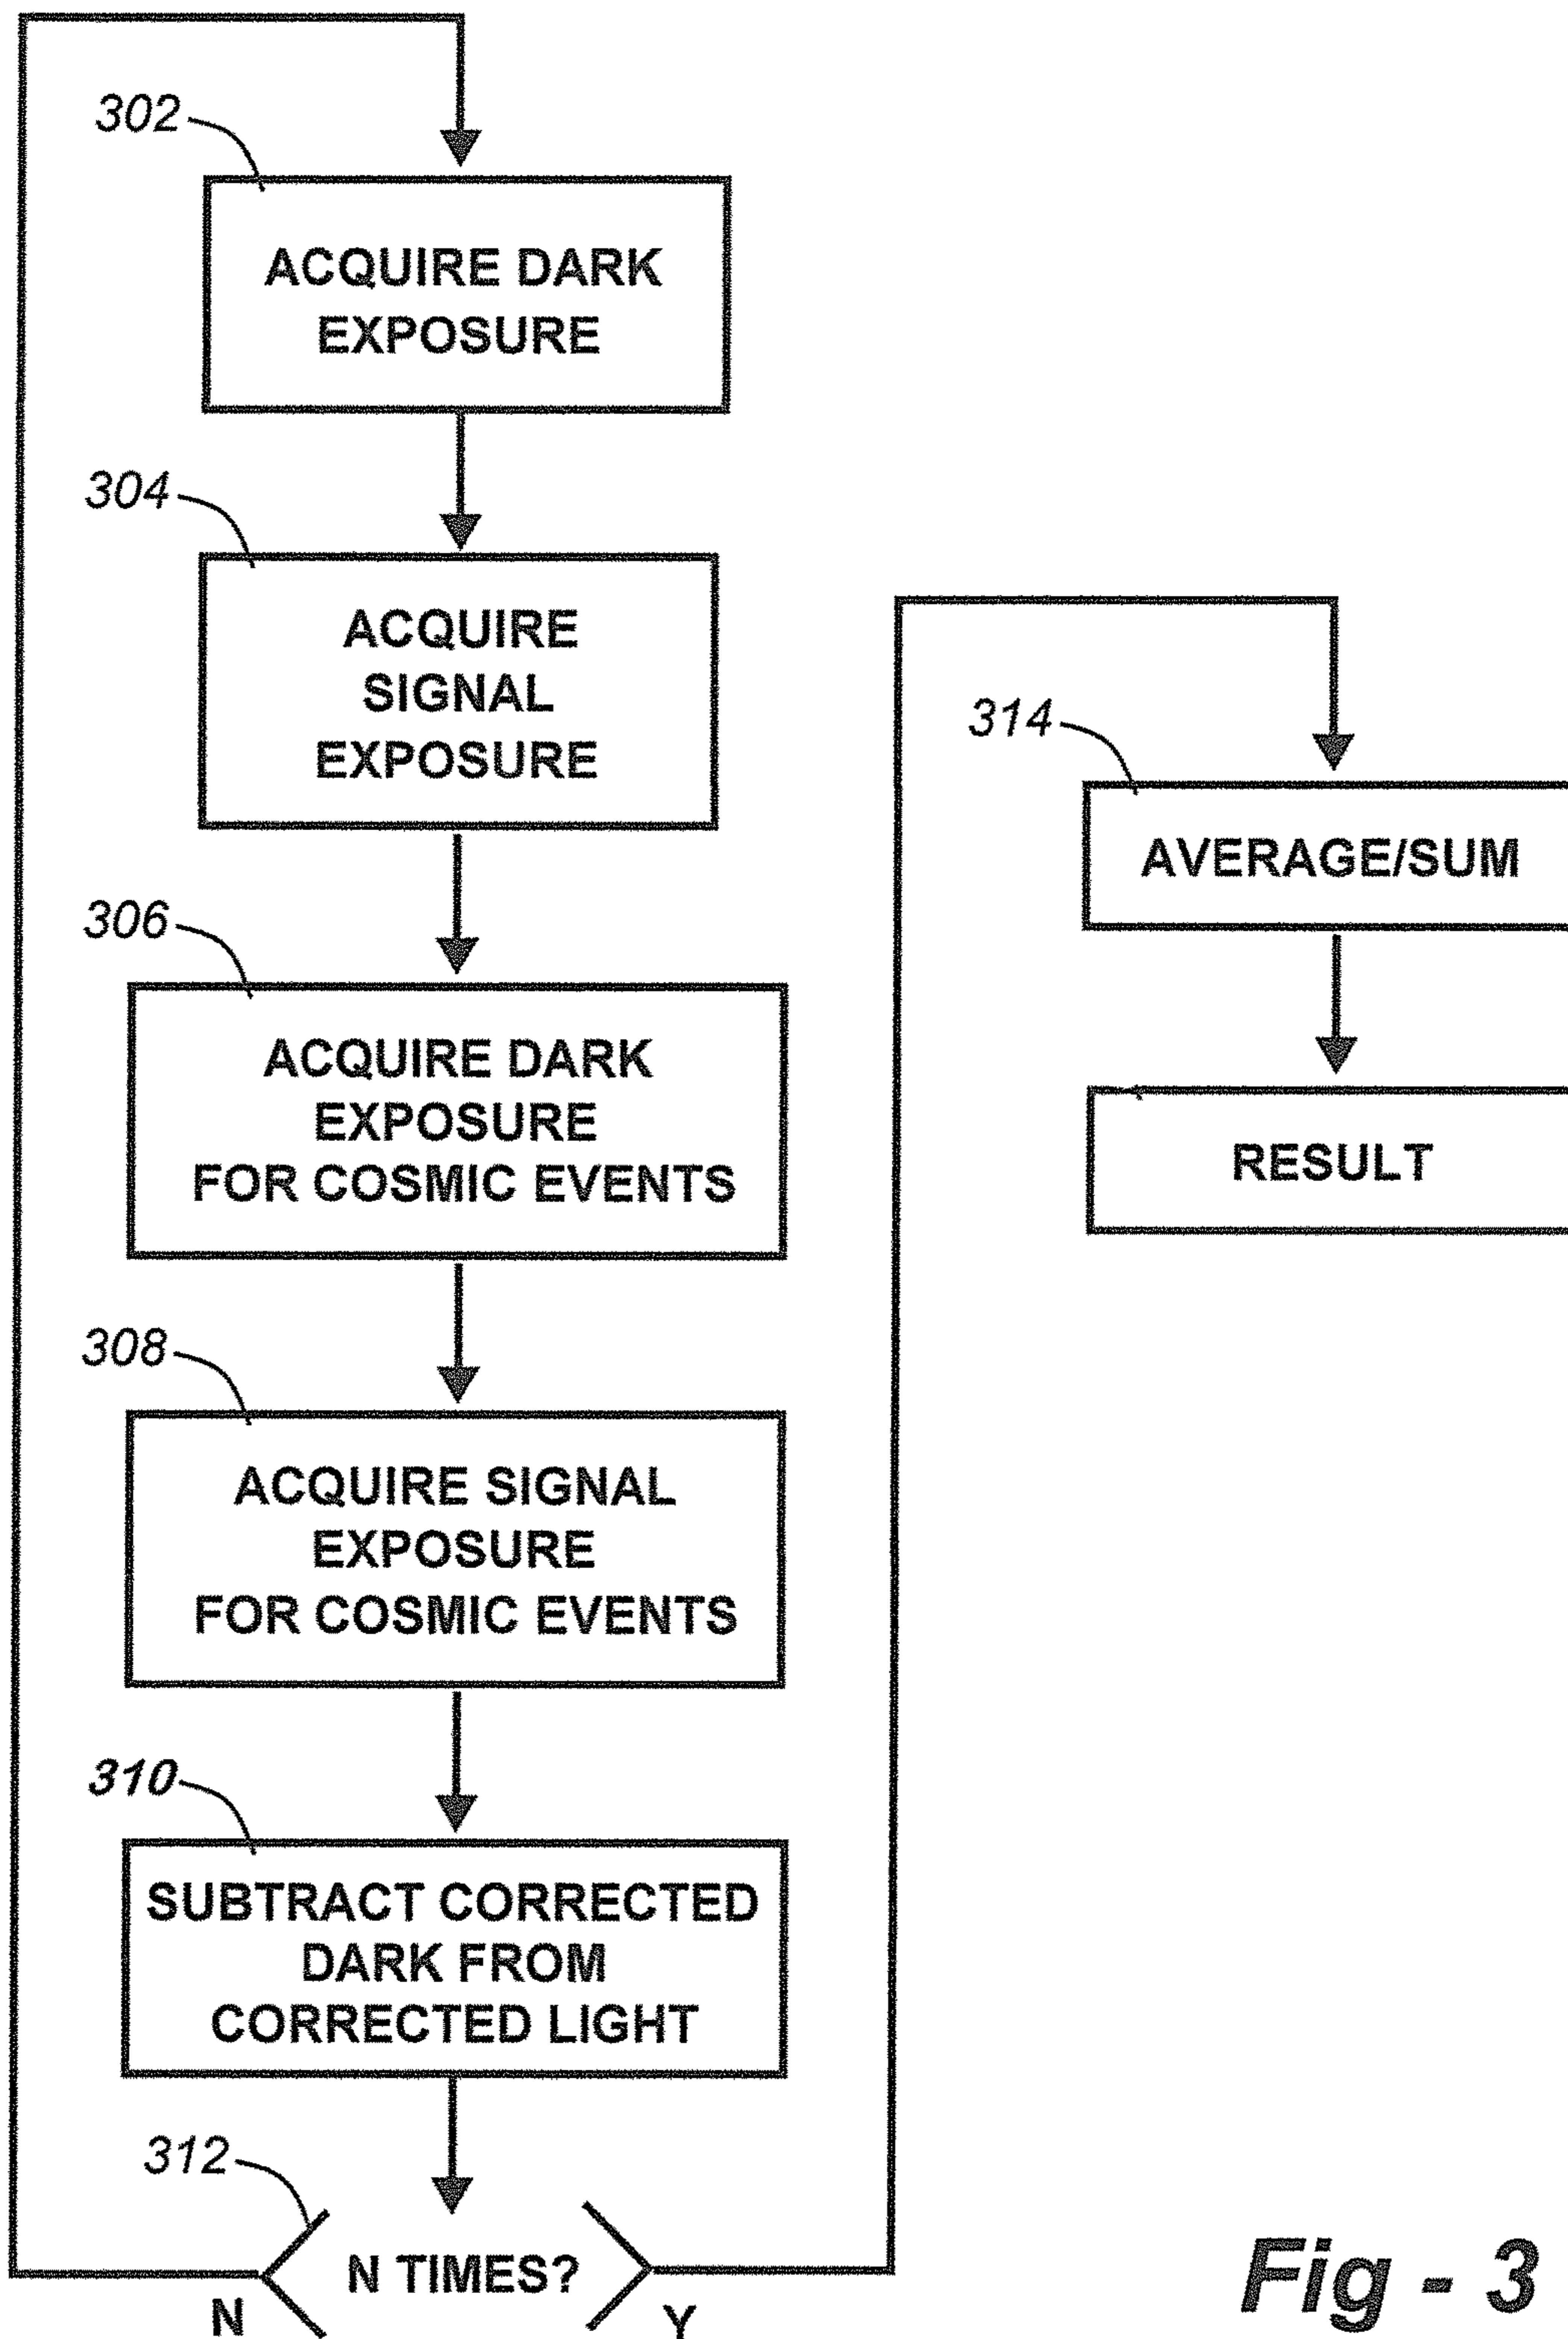 302
ACQUIRE DARK
EXPOSURE
304
ACQUIRE
SIGNAL
EXPOSURE
306
ACQUIRE DARK
EXPOSURE
FOR COSMIC EVENTS
308
ACQUIRE SIGNAL
EXPOSURE
FOR COSMIC EVENTS
310
SUBTRACT CORRECTED
DARK FROM
CORRECTED LIGHT
312
N TIMES?
N
Y
314
AVERAGE/SUM
RESULT
Fig - 3